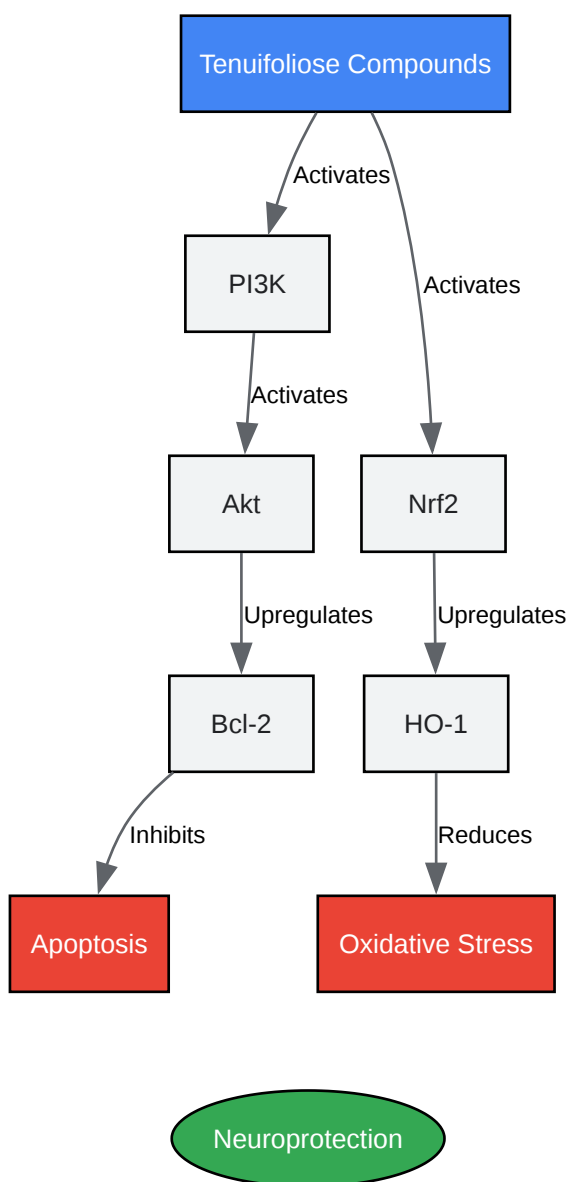 Tenuifoliose Compounds
Activates
PI3K
Activates
Activates
Akt
Nrf2
Upregulates
Upregulates
Bcl-2
HO-1
Inhibits
Reduces
Apoptosis
Oxidative Stress
Neuroprotection